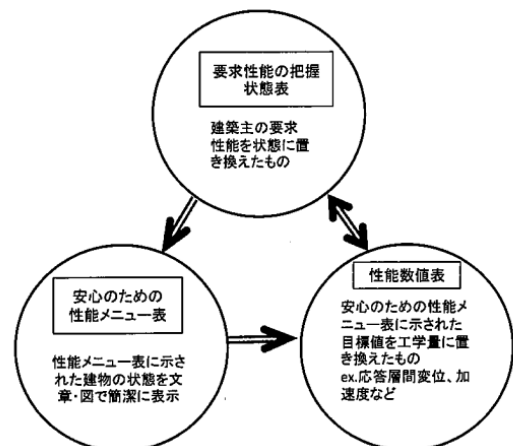 要求性能の把握
状態表
建築主の要求
性能を状態に置
き換えたもの
安心のための
性能メニュー表
性能メニュー表に示さ
れた建物の状態を文
章・図で簡潔に表示
性能数値表
安心のための性能メ
ニュー表に示された
目標値を工学量に置
き換えたもの
ex.応答層間変位、加
速度など